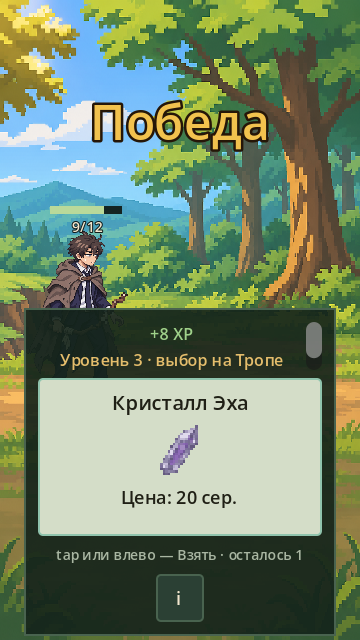 Победа
9/12
+8 XP
Уровень 3 · выбор на Тропе
Кристалл Эха
Цена: 20 сер.
tap или влево — Взять · осталось 1
i